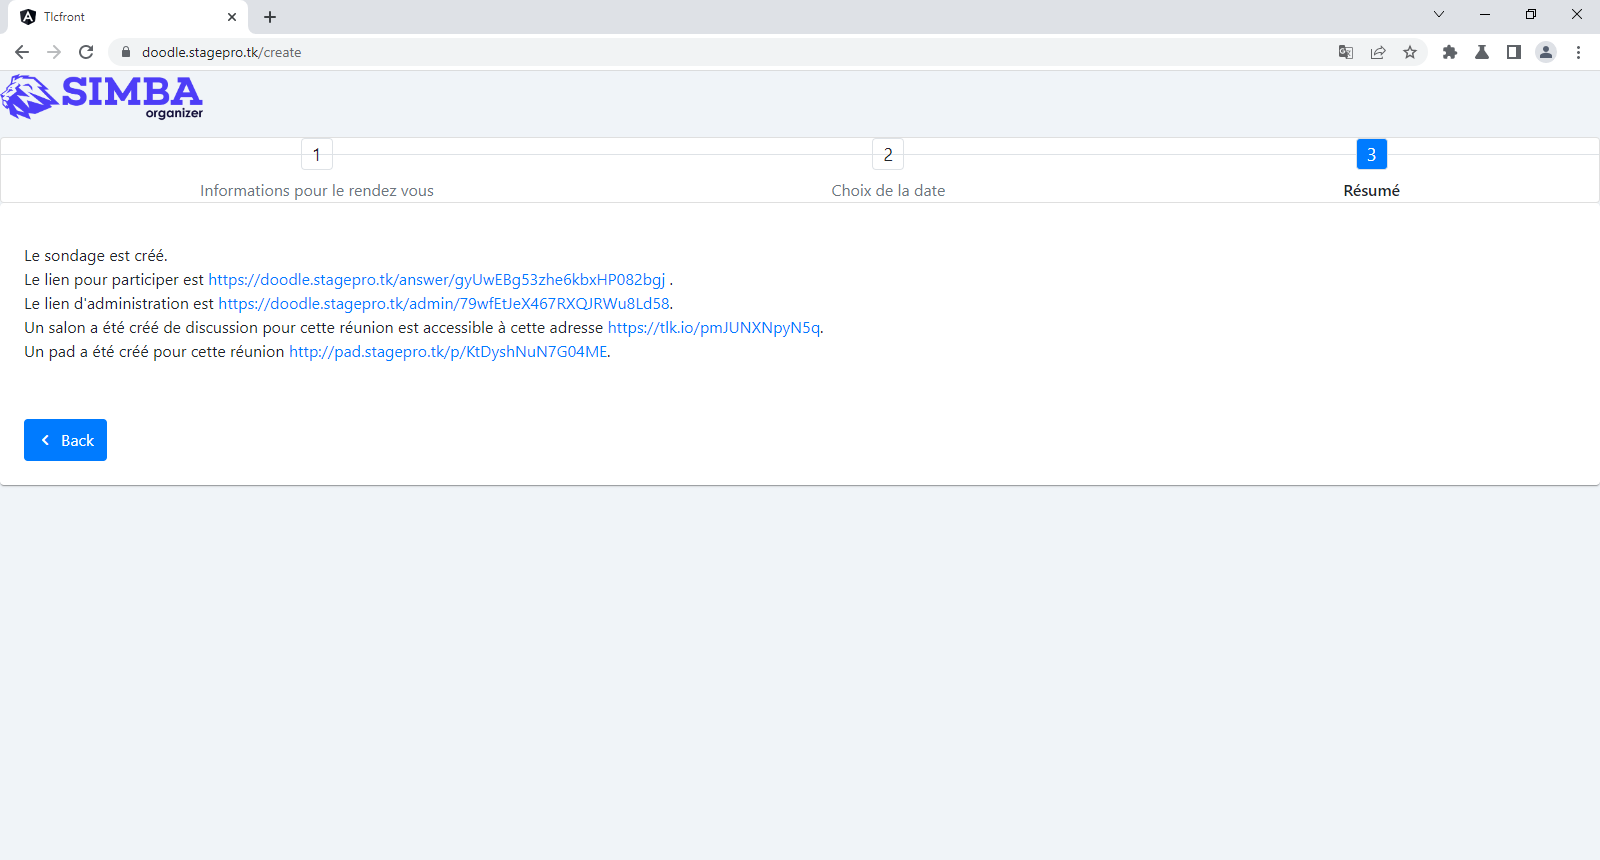 Tlcfront
doodle.stagepro.tk/create
SIMBA
organizer
1
2
3
Informations pour le rendez vous
Choix de la date
Résumé
Le sondage est créé.
Le lien pour participer est https://doodle.stagepro.tk/answer/gyUwEBg53zhe6kbxHP082bgj .
Le lien d'administration est https://doodle.stagepro.tk/admin/79wfEtJeX467RXQJRWu8Ld58.
Un salon a été créé de discussion pour cette réunion est accessible à cette adresse https://tlk.io/pmJUNXNpyN5q.
Un pad a été créé pour cette réunion http://pad.stagepro.tk/p/KtDyshNuN7G04ME.
Back